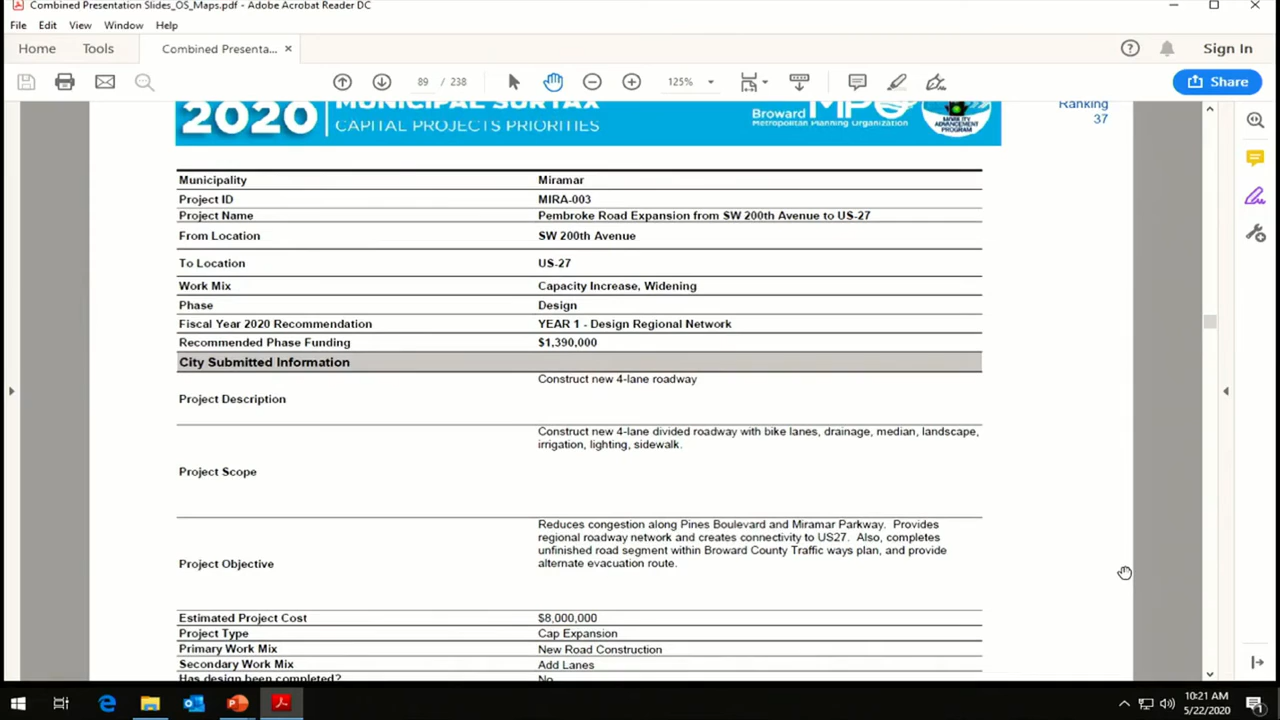 Combined Presentation Slides_OS_Maps.pdf - Adobe Acrobat Reader DC
File Edit View Window Help
Home Tools Combined Presenta... × Sign In
89 / 238 125% Share
2020 MUNICIPAL SURTAX
CAPITAL PROJECTS PRIORITIES
Broward MPO
Metropolitan Planning Organization
MOBILITY
ADVANCEMENT
PROGRAM
Ranking
37
Municipality Miramar
Project ID MIRA-003
Project Name Pembroke Road Expansion from SW 200th Avenue to US-27
From Location SW 200th Avenue
To Location US-27
Work Mix Capacity Increase, Widening
Phase Design
Fiscal Year 2020 Recommendation YEAR 1 - Design Regional Network
Recommended Phase Funding $1,390,000
City Submitted Information
Project Description Construct new 4-lane roadway
Project Scope Construct new 4-lane divided roadway with bike lanes, drainage, median, landscape,
irrigation, lighting, sidewalk.
Project Objective Reduces congestion along Pines Boulevard and Miramar Parkway. Provides
regional roadway network and creates connectivity to US27. Also, completes
unfinished road segment within Broward County Traffic ways plan, and provide
alternate evacuation route.
Estimated Project Cost $8,000,000
Project Type Cap Expansion
Primary Work Mix New Road Construction
Secondary Work Mix Add Lanes
Has design been completed? No
10:21 AM
5/22/2020
1